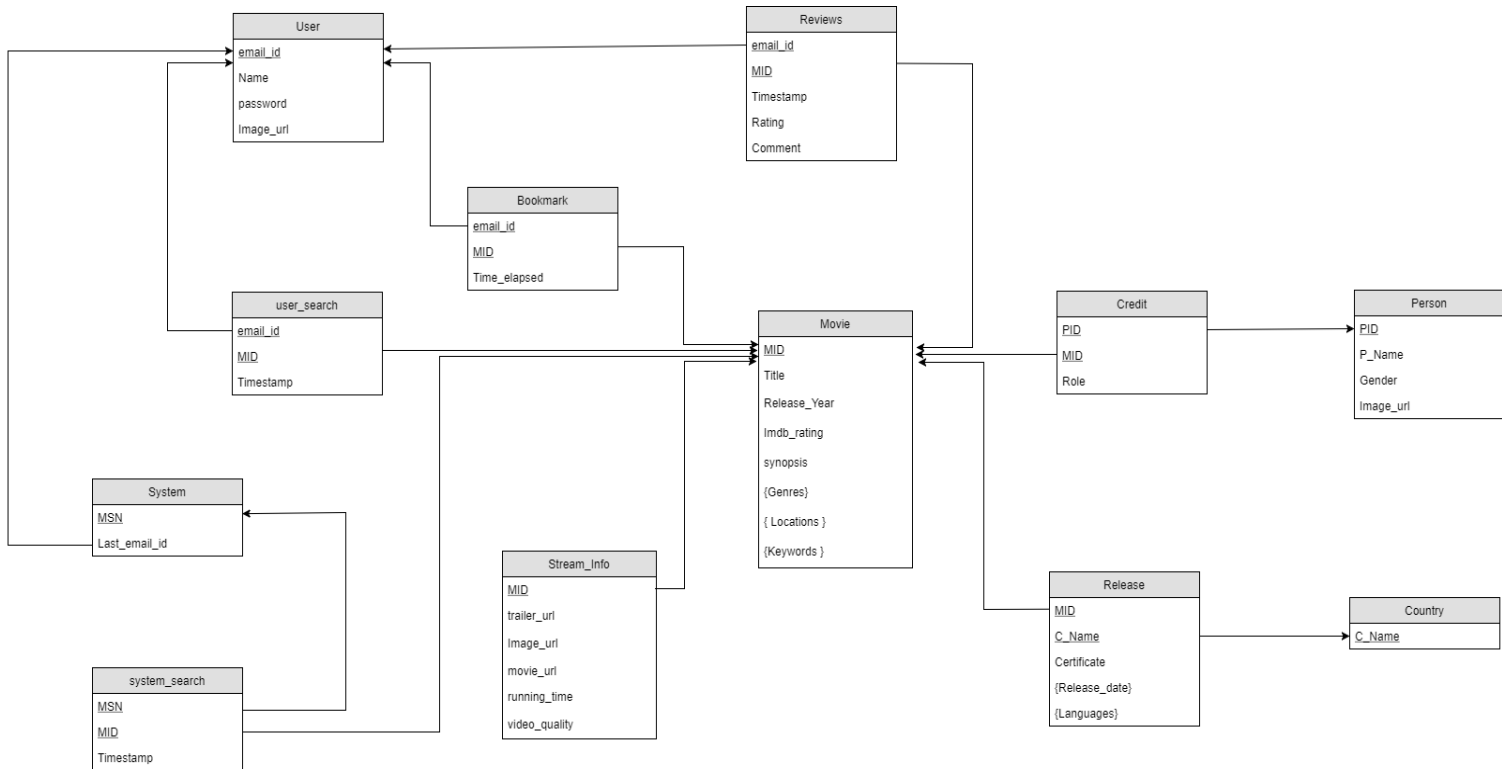 User
email_id
Name
password
Image_url
Reviews
email_id
MID
Timestamp
Rating
Comment
Bookmark
email_id
MID
Time_elapsed
user_search
email_id
MID
Timestamp
Movie
MID
Title
Release_Year
Imdb_rating
synopsis
{Genres}
{ Locations }
{Keywords }
Credit
PID
MID
Role
Person
PID
P_Name
Gender
Image_url
System
MSN
Last_email_id
Stream_Info
MID
trailer_url
Image_url
movie_url
running_time
video_quality
Release
MID
C_Name
Certificate
{Release_date}
{Languages}
Country
C_Name
system_search
MSN
MID
Timestamp